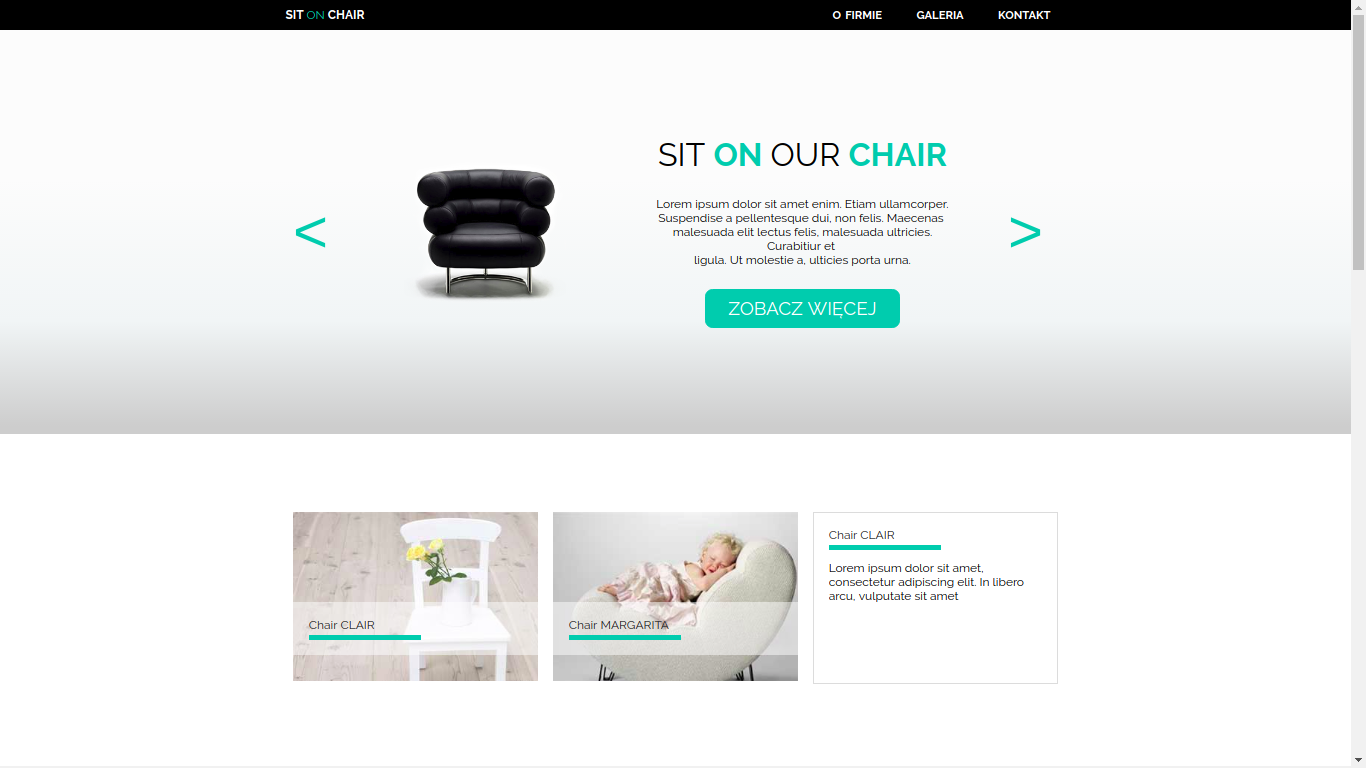 SIT ON CHAIR
O FIRMIE
GALERIA
KONTAKT
SIT ON OUR CHAIR
Lorem ipsum dolor sit amet enim. Etiam ullamcorper.
Suspendise a pellentesque dui, non felis. Maecenas
malesuada elit lectus felis, malesuada ultricies.
Curabitiur et
ligula. Ut molestie a, ulticies porta urna.
<
>
ZOBACZ WIĘCEJ
Chair CLAIR
Chair MARGARITA
Chair CLAIR
Lorem ipsum dolor sit amet,
consectetur adipiscing elit. In libero
arcu, vulputate sit amet